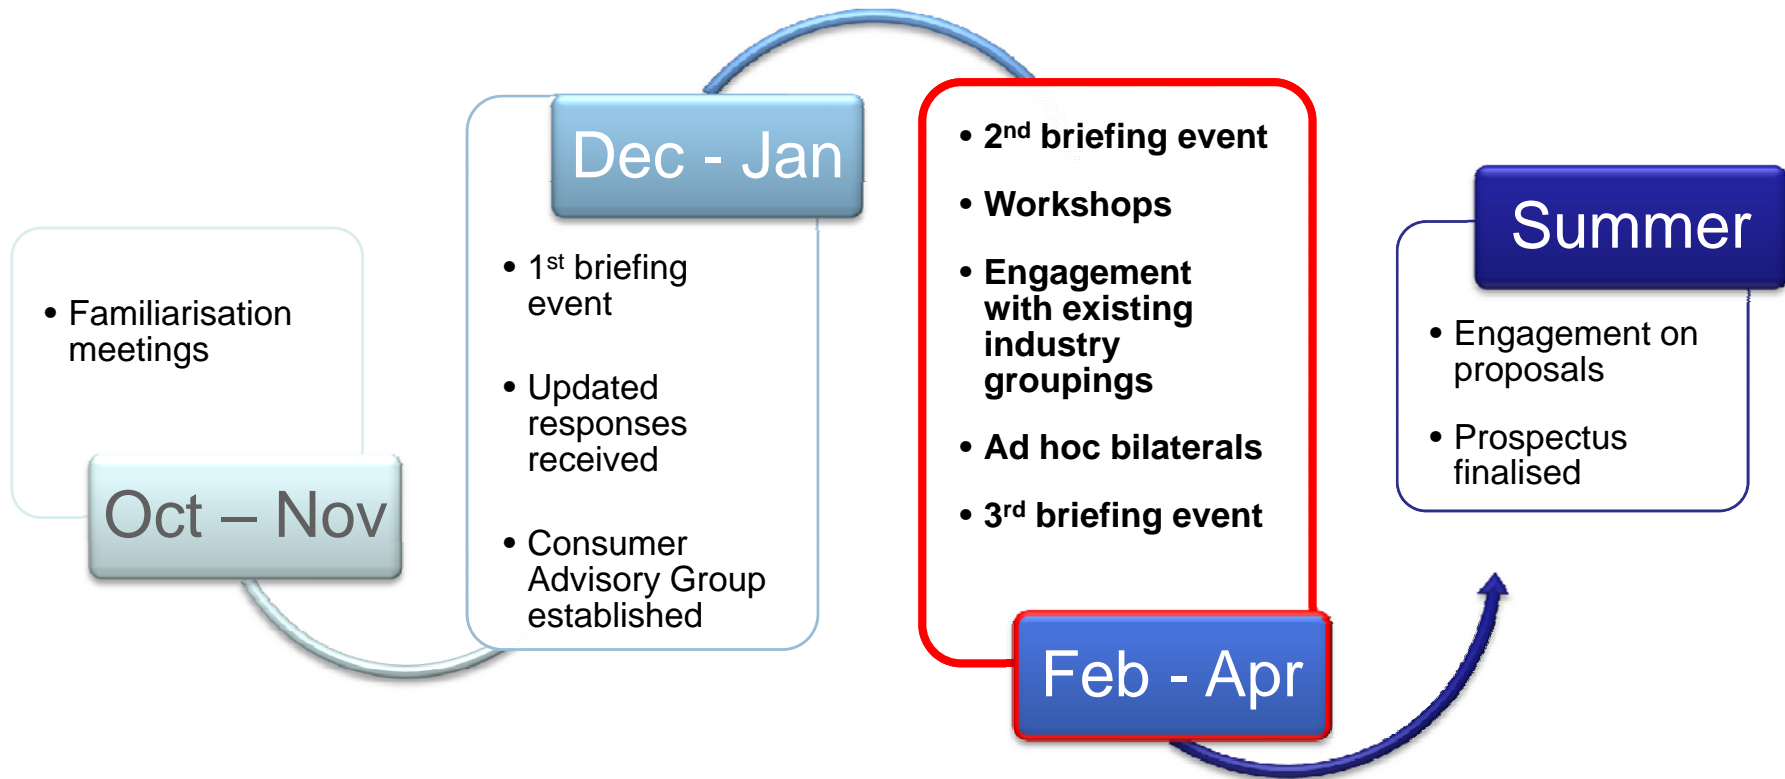 • Familiarisation
meetings
Oct – Nov
Dec - Jan
• 1st briefing
event
• Updated
responses
received
• Consumer
Advisory Group
established
• 2nd briefing event
• Workshops
• Engagement
with existing
industry
groupings
• Ad hoc bilaterals
• 3rd briefing event
Feb - Apr
Summer
• Engagement on
proposals
• Prospectus
finalised